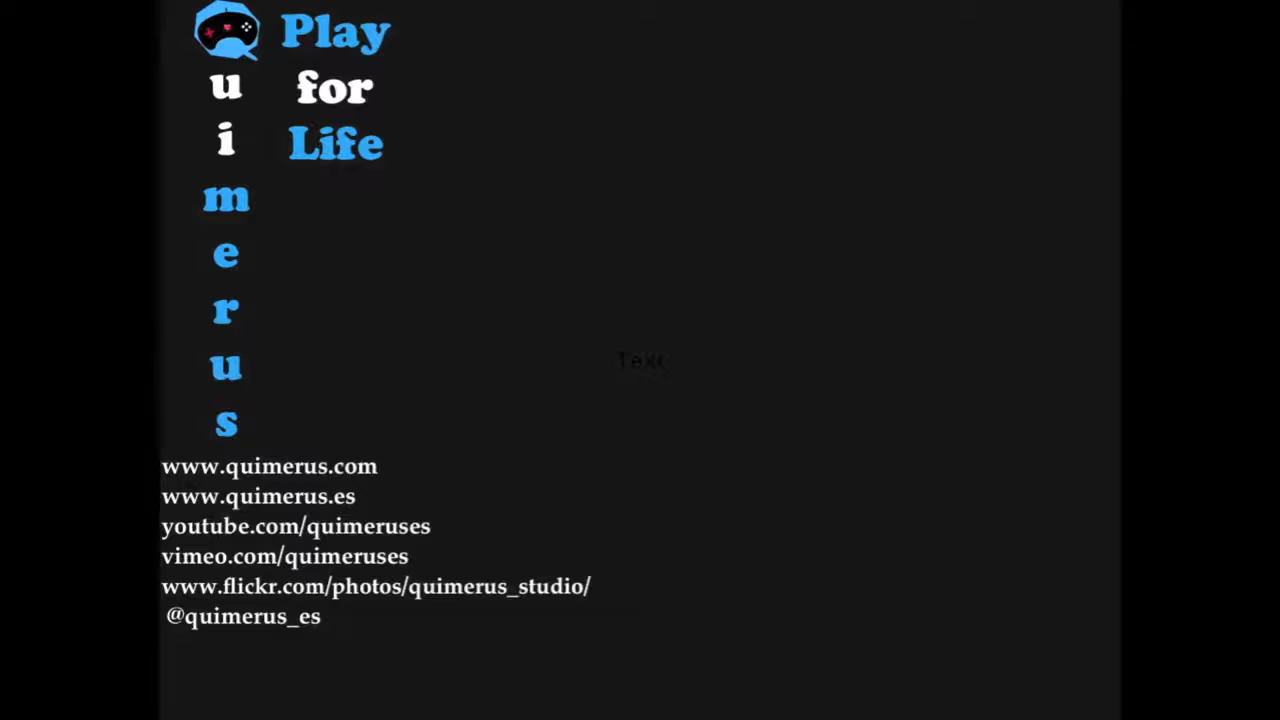 Play
for
Life
u
i
m
e
r
u
s
www.quimerus.com
www.quimerus.es
youtube.com/quimeruses
vimeo.com/quimeruses
www.flickr.com/photos/quimerus_studio/
@quimerus_es